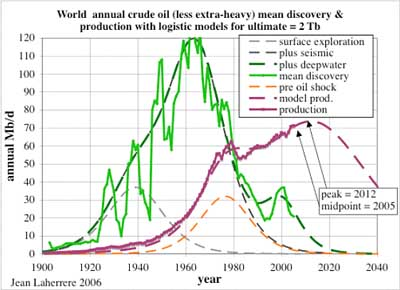 World annual crude oil (less extra-heavy) mean discovery &
production with logistic models for ultimate = 2 Tb
surface exploration
plus seismic
plus deepwater
mean discovery
pre oil shock
model prod.
production
annual Mb/d
120
110
100
90
80
70
60
50
40
30
20
10
0
peak = 2012
midpoint = 2005
1900 1920 1940 1960 1980 2000 2020 2040
year
Jean Laherrere 2006